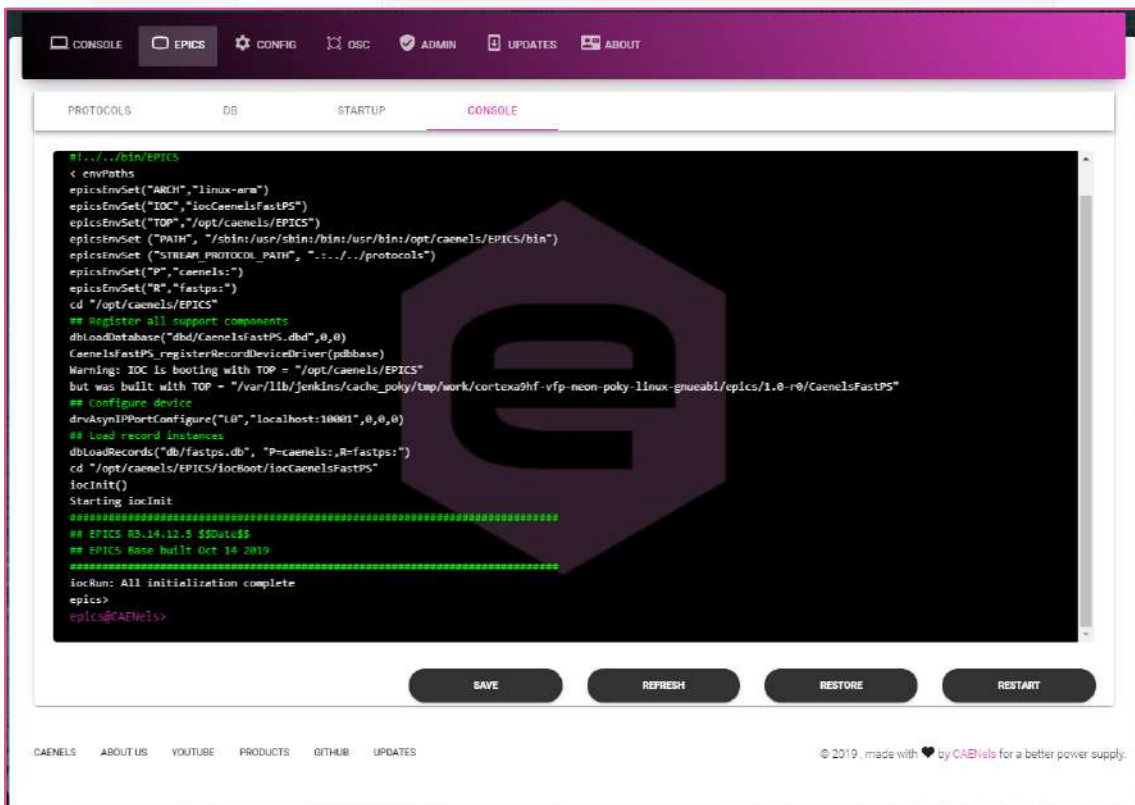 CONSOLE EPICS CONFIG OSC ADMIN UPDATES ABOUT
PROTOCOLS DB STARTUP CONSOLE
#!../../bin/EPICS
< envPaths
epicsEnvSet("ARCH","linux-arm")
epicsEnvSet("IOC","iocCaenelsFastPS")
epicsEnvSet("TOP","/opt/caenels/EPICS")
epicsEnvSet ("PATH", "/sbin:/usr/sbin:/bin:/usr/bin:/opt/caenels/EPICS/bin")
epicsEnvSet ("STREAM_PROTOCOL_PATH", ".:../../protocols")
epicsEnvSet("P","caenels:")
epicsEnvSet("R","fastps:")
cd "/opt/caenels/EPICS"
## Register all support components
dbLoadDatabase("dbd/CaenelsFastPS.dbd",0,0)
CaenelsFastPS_registerRecordDeviceDriver(pdbbase)
Warning: IOC is booting with TOP = "/opt/caenels/EPICS"
but was built with TOP = "/var/lib/jenkins/cache_poky/tmp/work/cortexa9hf-vfp-neon-poky-linux-gnueabi/epics/1.0-r0/CaenelsFastPS"
## Configure device
drvAsynIPPortConfigure("L0","localhost:10001",0,0,0)
## Load record instances
dbLoadRecords("db/fastps.db", "P=caenels:,R=fastps:")
cd "/opt/caenels/EPICS/iocBoot/iocCaenelsFastPS"
iocInit()
Starting iocInit
############################################################################
## EPICS R3.14.12.5 $$Date$$
## EPICS Base built Oct 14 2019
############################################################################
iocRun: All initialization complete
epics>
epics@CAENels>
SAVE REFRESH RESTORE RESTART
CAENELS ABOUT US YOUTUBE PRODUCTS GITHUB UPDATES
© 2019 , made with ♥ by CAENels for a better power supply.